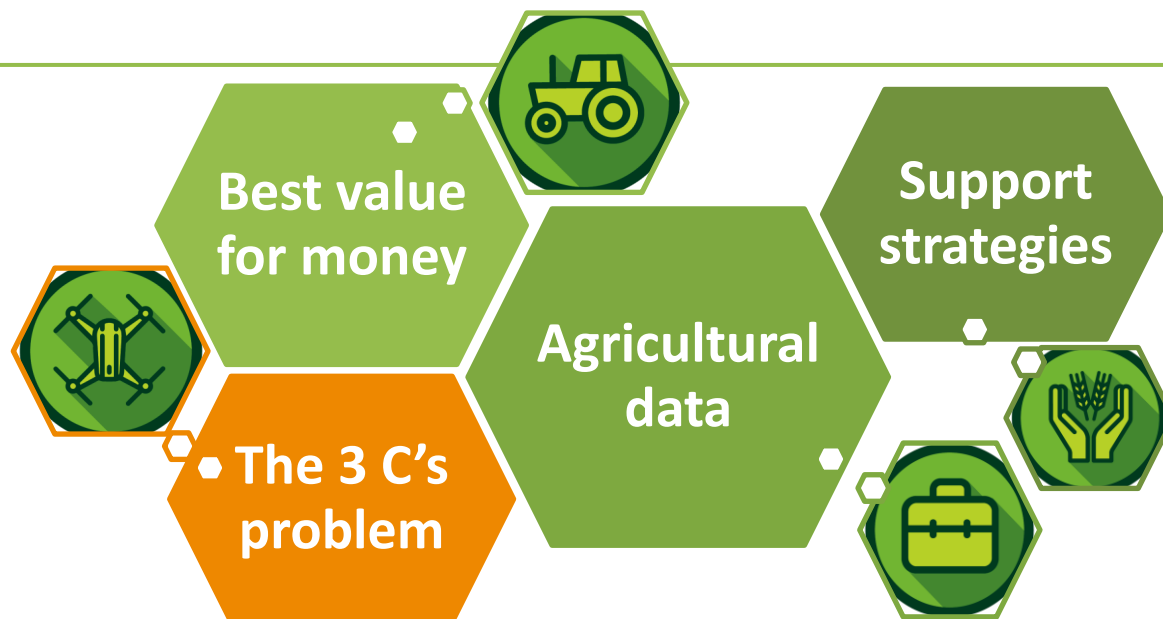 Best value
for money
Support
strategies
Agricultural
data
The 3 C’s
problem